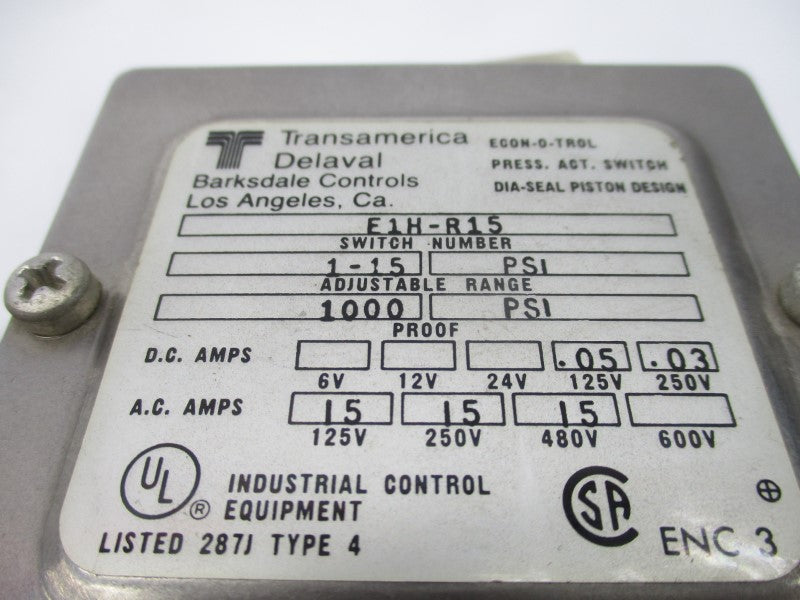 Transamerica
Delaval
Barksdale Controls
Los Angeles, Ca.
ECON-O-TROL
PRESS. ACT. SWITCH
DIA-SEAL PISTON DESIGN
E1H-R15
SWITCH NUMBER
1-15 PSI
ADJUSTABLE RANGE
1000 PSI
PROOF
D.C. AMPS .05 .03
6V 12V 24V 125V 250V
A.C. AMPS 15 15 15
125V 250V 480V 600V
UL ® INDUSTRIAL CONTROL
EQUIPMENT
LISTED 287J TYPE 4
SA
ENC 3